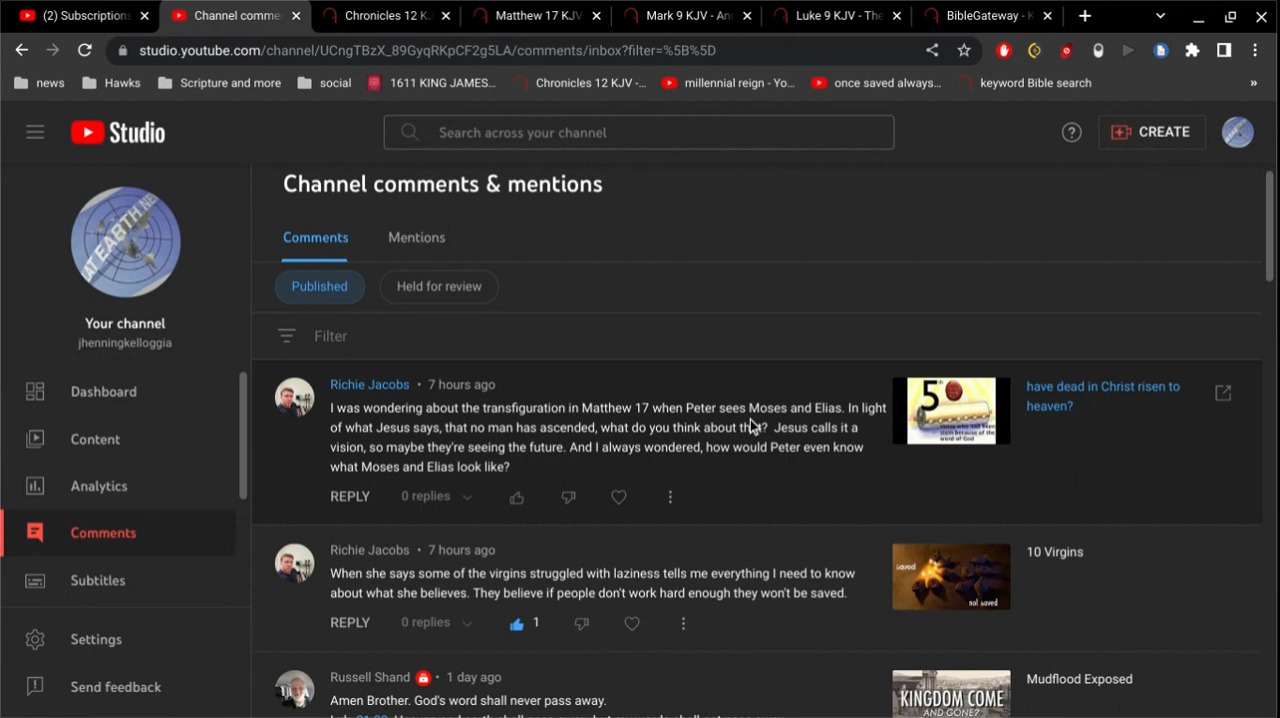 (2) Subscriptions
Channel comme
Chronicles 12 KJ
Matthew 17 KJV
Mark 9 KJV - An
Luke 9 KJV - The
BibleGateway - K
studio.youtube.com/channel/UCngTBzX_89GyqRKpCF2g5LA/comments/inbox?filter=%5B%5D
news
Hawks
Scripture and more
social
1611 KING JAMES...
Chronicles 12 KJV -...
millennial reign - Yo...
once saved always...
keyword Bible search
»
Studio
Search across your channel
CREATE
AT EARTH NE
Your channel
jhenningkelloggia
Dashboard
Content
Analytics
Comments
Subtitles
Settings
Send feedback
Channel comments & mentions
Comments
Mentions
Published
Held for review
Filter
Richie Jacobs • 7 hours ago
I was wondering about the transfiguration in Matthew 17 when Peter sees Moses and Elias. In light
of what Jesus says, that no man has ascended, what do you think about that? Jesus calls it a
vision, so maybe they're seeing the future. And I always wondered, how would Peter even know
what Moses and Elias look like?
REPLY
0 replies
5th
word of God
have dead in Christ risen to
heaven?
Richie Jacobs • 7 hours ago
When she says some of the virgins struggled with laziness tells me everything I need to know
about what she believes. They believe if people don't work hard enough they won't be saved.
REPLY
0 replies
1
saved
not saved
10 Virgins
Russell Shand • 1 day ago
Amen Brother. God's word shall never pass away.
KINGDOM COME
AND GONE?
Mudflood Exposed